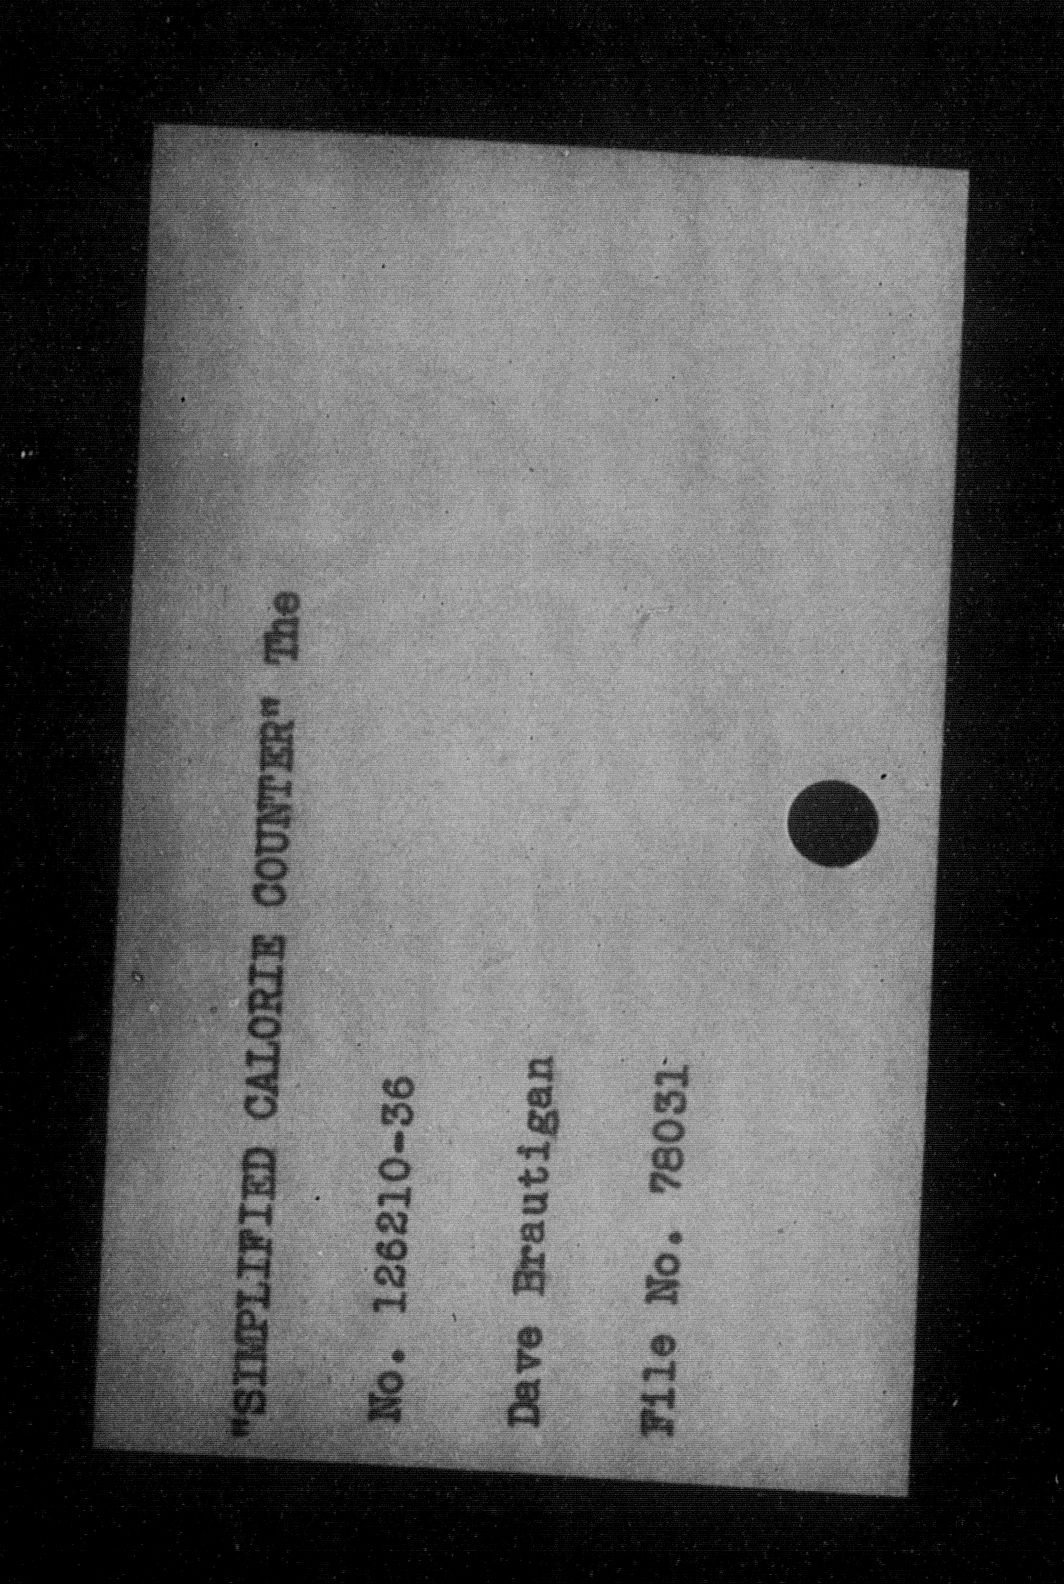 "SIMPLIFIED CALORIE COUNTER" The
No. 126210-36
Dave Brautigan
File No. 78031